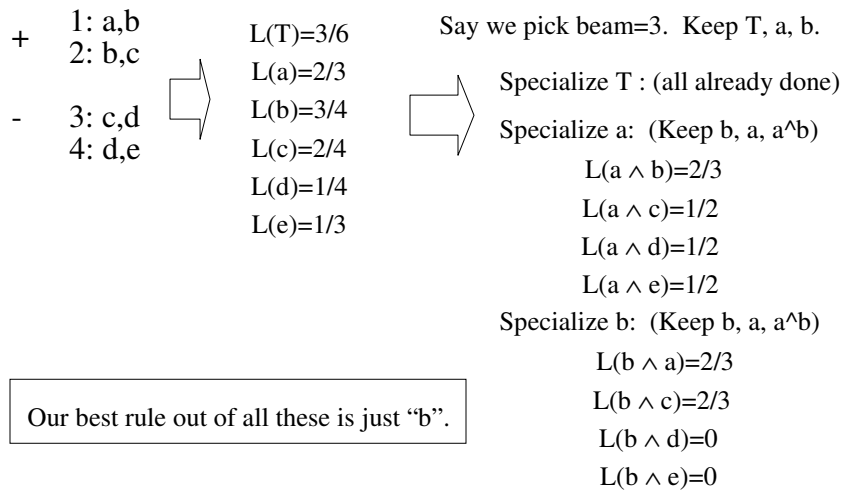 + 1: a,b
2: b,c
- 3: c,d
4: d,e
L(T)=3/6
L(a)=2/3
L(b)=3/4
L(c)=2/4
L(d)=1/4
L(e)=1/3
Say we pick beam=3. Keep T, a, b.
Specialize T : (all already done)
Specialize a: (Keep b, a, a^b)
L(a ∧ b)=2/3
L(a ∧ c)=1/2
L(a ∧ d)=1/2
L(a ∧ e)=1/2
Specialize b: (Keep b, a, a^b)
L(b ∧ a)=2/3
L(b ∧ c)=2/3
L(b ∧ d)=0
L(b ∧ e)=0
Our best rule out of all these is just “b”.